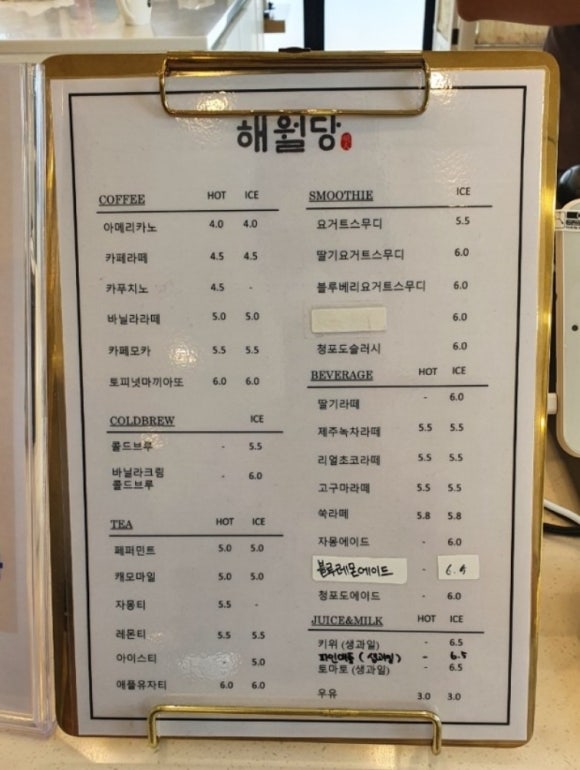 해월당
COFFEE HOT ICE
아메리카노 4.0 4.0
카페라떼 4.5 4.5
카푸치노 4.5 -
바닐라라떼 5.0 5.0
카페모카 5.5 5.5
토피넛마끼아또 6.0 6.0
COLDBREW ICE
콜드브루 - 5.5
바닐라크림
콜드브루 - 6.0
TEA HOT ICE
페퍼민트 5.0 5.0
캐모마일 5.0 5.0
자몽티 5.5 -
레몬티 5.5 5.5
아이스티 5.0
애플유자티 6.0 6.0
SMOOTHIE ICE
요거트스무디 5.5
딸기요거트스무디 6.0
블루베리요거트스무디 6.0
6.0
청포도슬러시 6.0
BEVERAGE HOT ICE
딸기라떼 - 6.0
제주녹차라떼 5.5 5.5
리얼초코라떼 5.5 5.5
고구마라떼 5.5 5.5
쑥라떼 5.8 5.8
자몽에이드 - 6.0
블루레몬에이드 -
청포도에이드 - 6.0
JUICE&MILK HOT ICE
키위 (생과일) - 6.5
(생과일) - 6.5
토마토 (생과일) - 6.5
우유 3.0 3.0